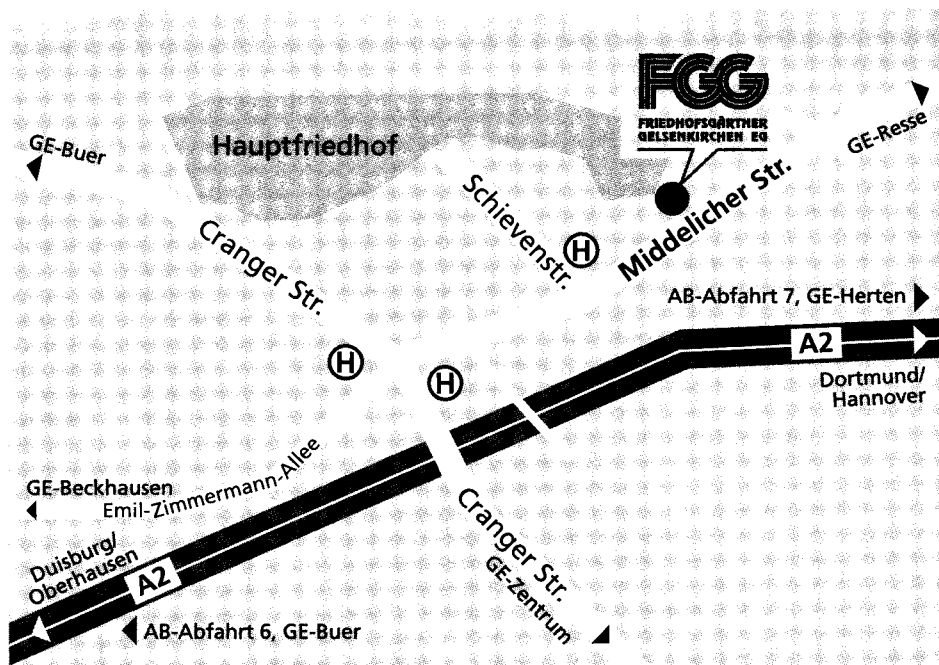 FGG
FRIEDHOFSGÄRTNER
GELSENKIRCHEN EG
GE-Resse
GE-Buer
Hauptfriedhof
Cranger Str.
Schievenstr.
Middelicher Str.
H
AB-Abfahrt 7, GE-Herten
H
H
A2
Dortmund/
Hannover
GE-Beckhausen
Emil-Zimmermann-Allee
Duisburg/
Oberhausen
A2
Cranger Str.
GE-Zentrum
AB-Abfahrt 6, GE-Buer